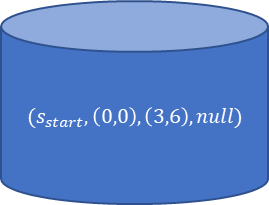 (s_start, (0,0), (3,6), null)